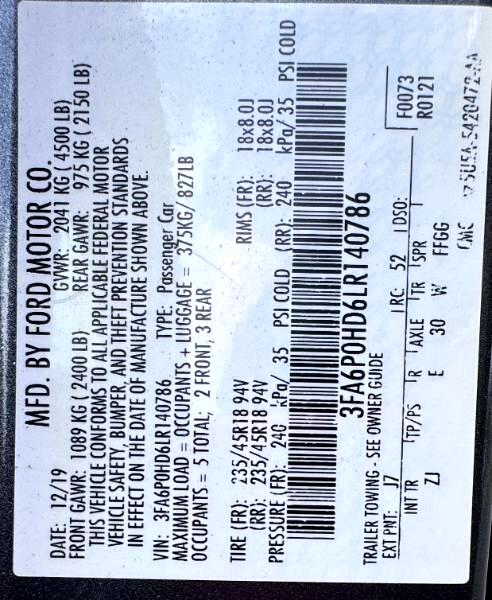 MFD. BY FORD MOTOR CO.
DATE: 12/19 GVWR: 2041 KG ( 4500 LB)
FRONT GAWR: 1089 KG ( 2400 LB) REAR GAWR: 975 KG ( 2150 LB)
THIS VEHICLE CONFORMS TO ALL APPLICABLE FEDERAL MOTOR
VEHICLE SAFETY, BUMPER, AND THEFT PREVENTION STANDARDS
IN EFFECT ON THE DATE OF MANUFACTURE SHOWN ABOVE.
VIN: 3FA6P0HD6LR140786 TYPE: Passenger Car
MAXIMUM LOAD = OCCUPANTS + LUGGAGE = 375KG/ 827LB
OCCUPANTS = 5 TOTAL; 2 FRONT, 3 REAR
TIRE (FR): 235/45R18 94V RIMS (FR): 18x8.0J
(RR): 235/45R18 94V (RR): 18x8.0J
PRESSURE (FR): 240 kPa/ 35 PSI COLD (RR): 240 kPa/ 35 PSI COLD
3FA6P0HD6LR140786
TRAILER TOWING - SEE OWNER GUIDE
EXT PNT: J7 RC: 52 DSO: F0073
INT TR TP/PS R AXLE TR SPR R0121
ZJ E 30 W FFGG